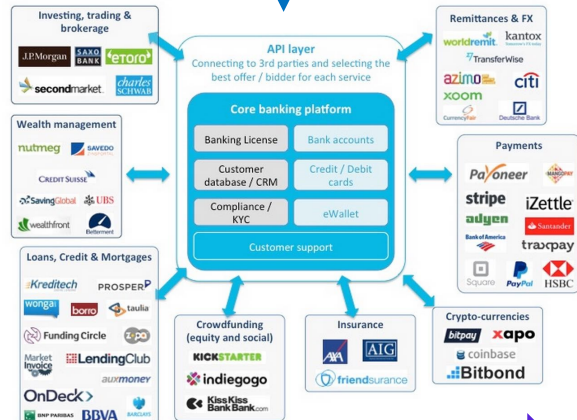 Investing, trading &
brokerage
J.P.Morgan
SAXO
BANK
eToro
secondmarket
charles
SCHWAB
API layer
Connecting to 3rd parties and selecting the
best offer / bidder for each service
Core banking platform
Banking License
Bank accounts
Customer
database / CRM
Credit / Debit
cards
Compliance /
KYC
eWallet
Customer support
Remittances & FX
worldremit
kantox
TransferWise
azimo
citi
xoom
CurrencyFair
Deutsche Bank
Wealth management
nutmeg
SAVEDO
CREDIT SUISSE
SavingGlobal
UBS
wealthfront
Betterment
Payments
Payoneer
MANGOPAY
stripe
iZettle
adyen
Santander
Bank of America
traxpay
Square
PayPal
HSBC
Loans, Credit & Mortgages
Kreditech
PROSPER
wonga
borro
taulia
Funding Circle
Market
Invoice
LendingClub
auxmoney
OnDeck
BNP PARIBAS
BBVA
BARCLAYS
Crowdfunding
(equity and social)
KICKSTARTER
indiegogo
KissKiss
BankBank.com
Insurance
AXA
AIG
friendsurance
Crypto-currencies
bitpay
xapo
coinbase
Bitbond